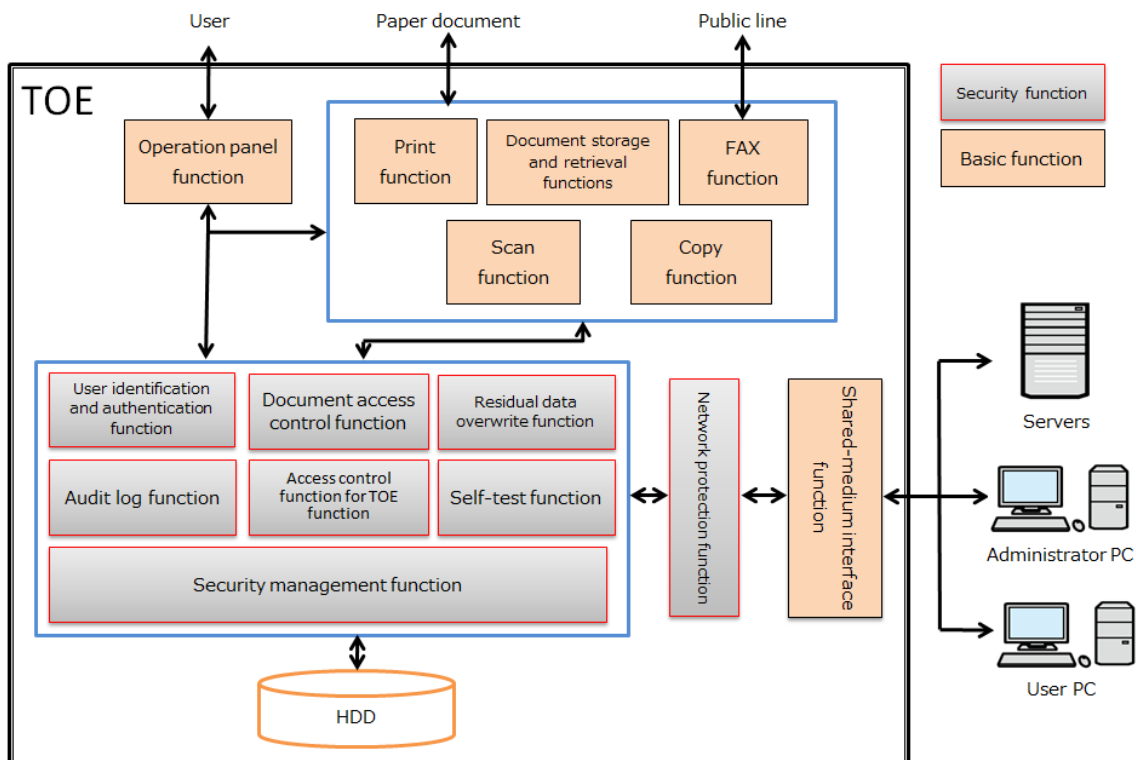 User
Paper document
Public line
TOE
Operation panel
function
Print
function
Document storage
and retrieval
functions
FAX
function
Scan
function
Copy
function
Security function
Basic function
User identification
and authentication
function
Document access
control function
Residual data
overwrite function
Audit log function
Access control
function for TOE
function
Self-test function
Security management function
Network protection function
Shared-medium interface
function
HDD
Servers
Administrator PC
User PC